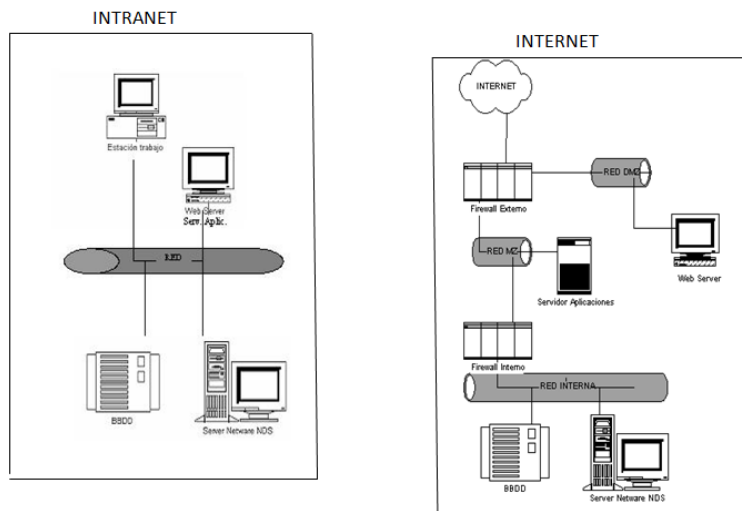 INTRANET
Estación trabajo
Web Server
Serv. Aplic.
RED
BBDD
Server Netware NDS
INTERNET
INTERNET
RED DMZ
Firewall Externo
Web Server
RED MZ
Servidor Aplicaciones
Firewall Interno
RED INTERNA
BBDD
Server Netware NDS